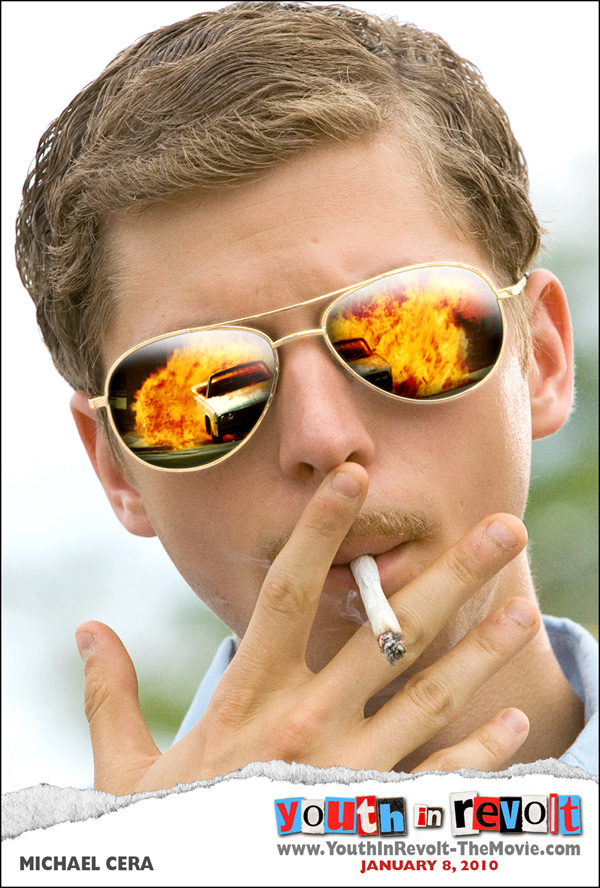 youth in revolt
www.YouthInRevolt-TheMovie.com
MICHAEL CERA
JANUARY 8, 2010